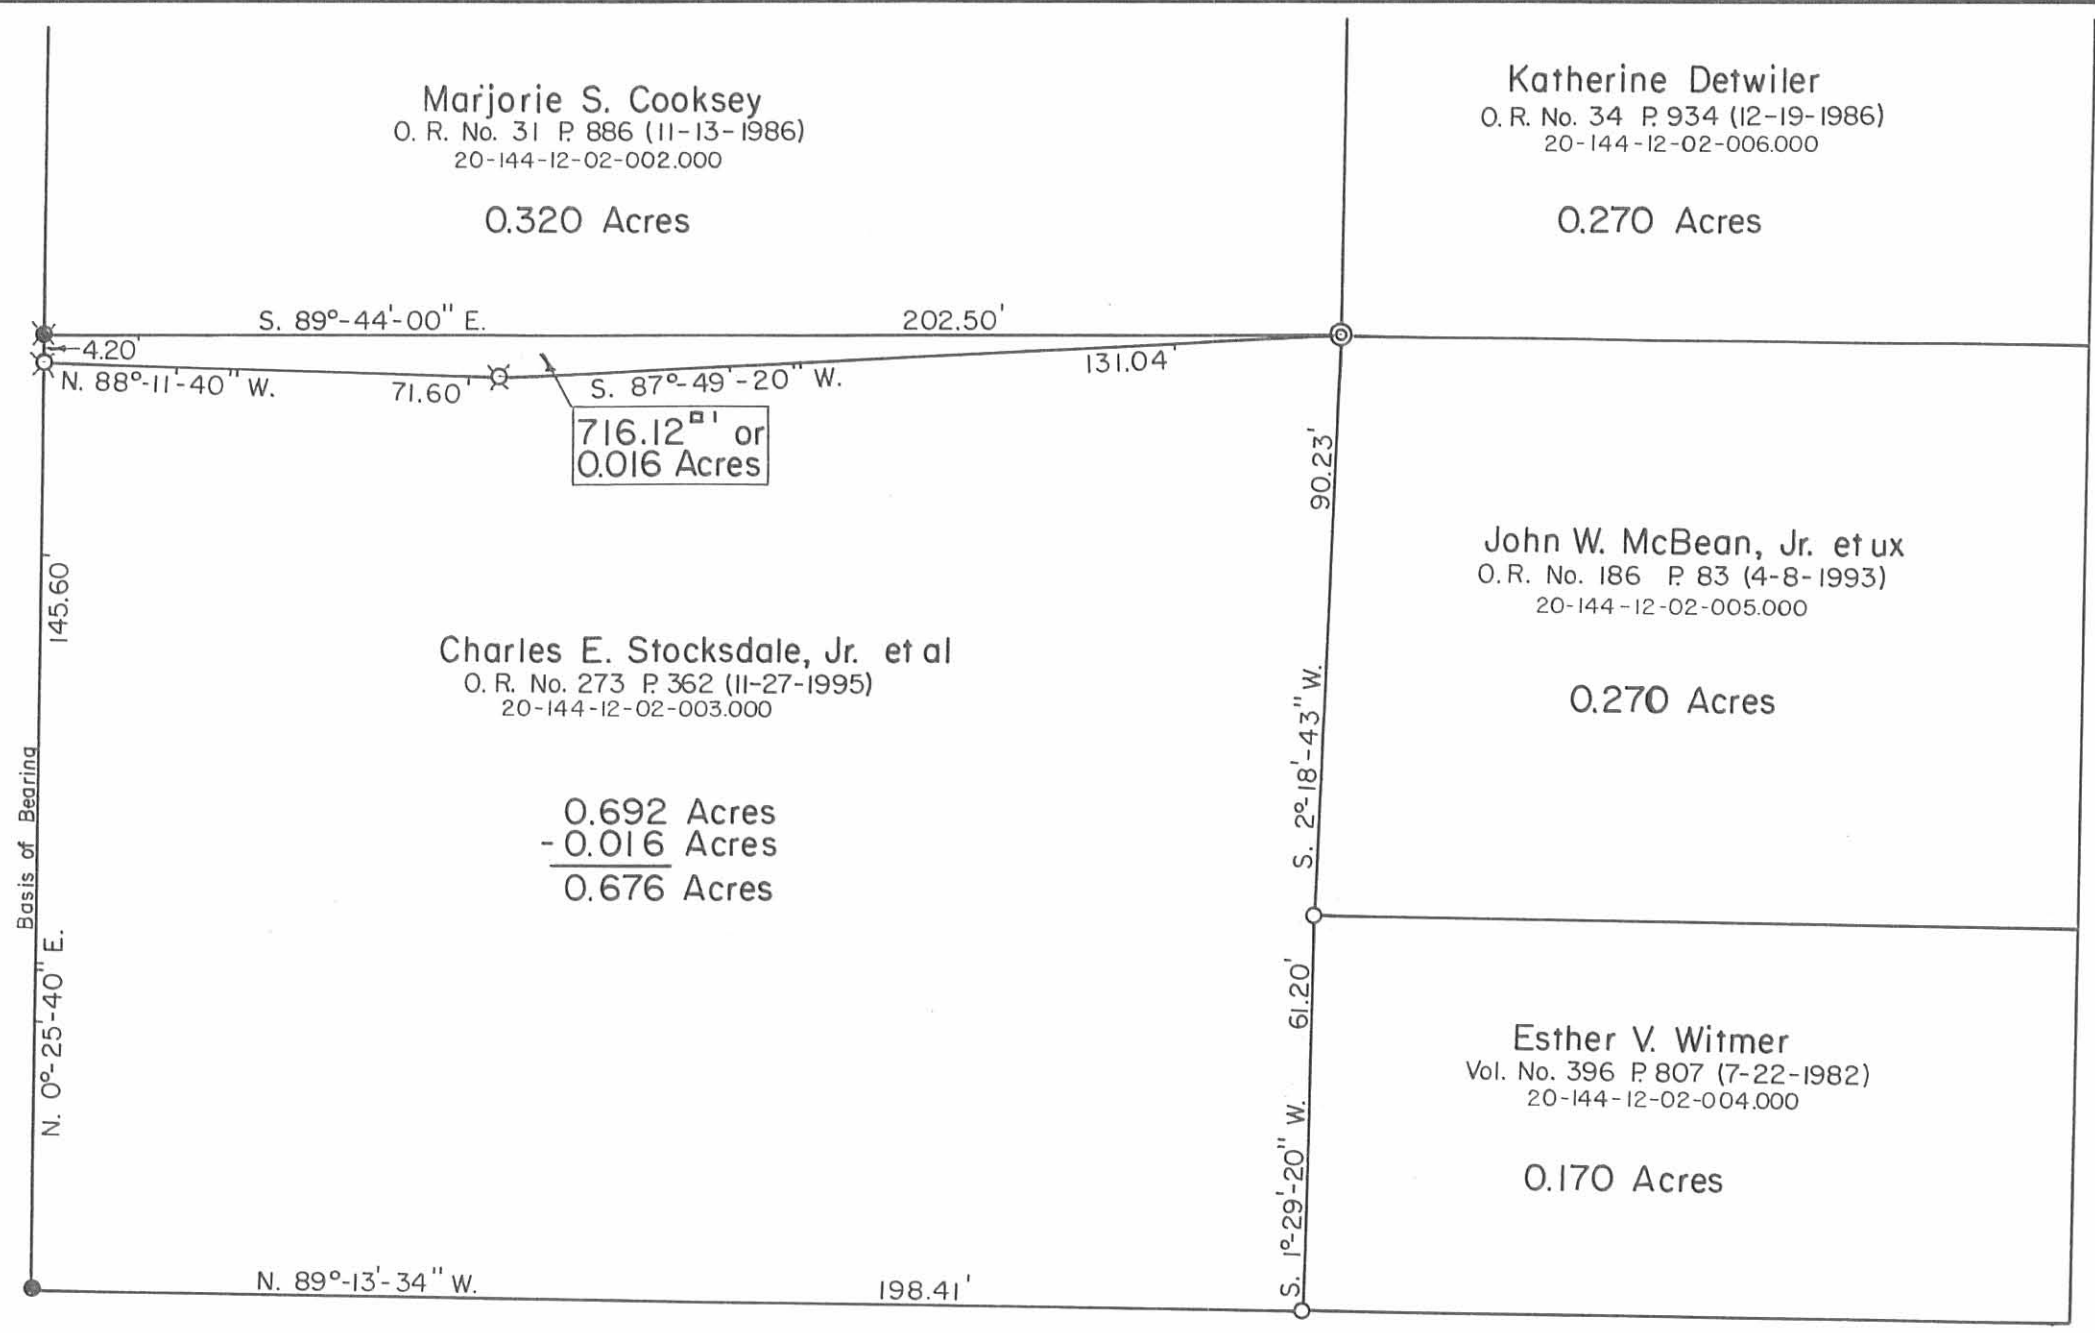 Marjorie S. Cooksey
O. R. No. 31 P. 886 (11-13-1986)
20-144-12-02-002.000
0.320 Acres
Katherine Detwiler
O. R. No. 34 P. 934 (12-19-1986)
20-144-12-02-006.000
0.270 Acres
S. 89°-44'-00" E.
202.50'
4.20'
N. 88°-11'-40" W.
71.60'
S. 87°-49'-20" W.
131.04'
716.12□' or
0.016 Acres
90.23'
S. 2°-18'-43" W.
145.60'
Basis of Bearing
N. 0°-25'-40" E.
Charles E. Stocksdale, Jr. et al
O. R. No. 273 P. 362 (11-27-1995)
20-144-12-02-003.000
0.692 Acres
- 0.016 Acres
0.676 Acres
John W. McBean, Jr. et ux
O. R. No. 186 P. 83 (4-8-1993)
20-144-12-02-005.000
0.270 Acres
61.20'
S. 1°-29'-20" W.
Esther V. Witmer
Vol. No. 396 P. 807 (7-22-1982)
20-144-12-02-004.000
0.170 Acres
N. 89°-13'-34" W.
198.41'